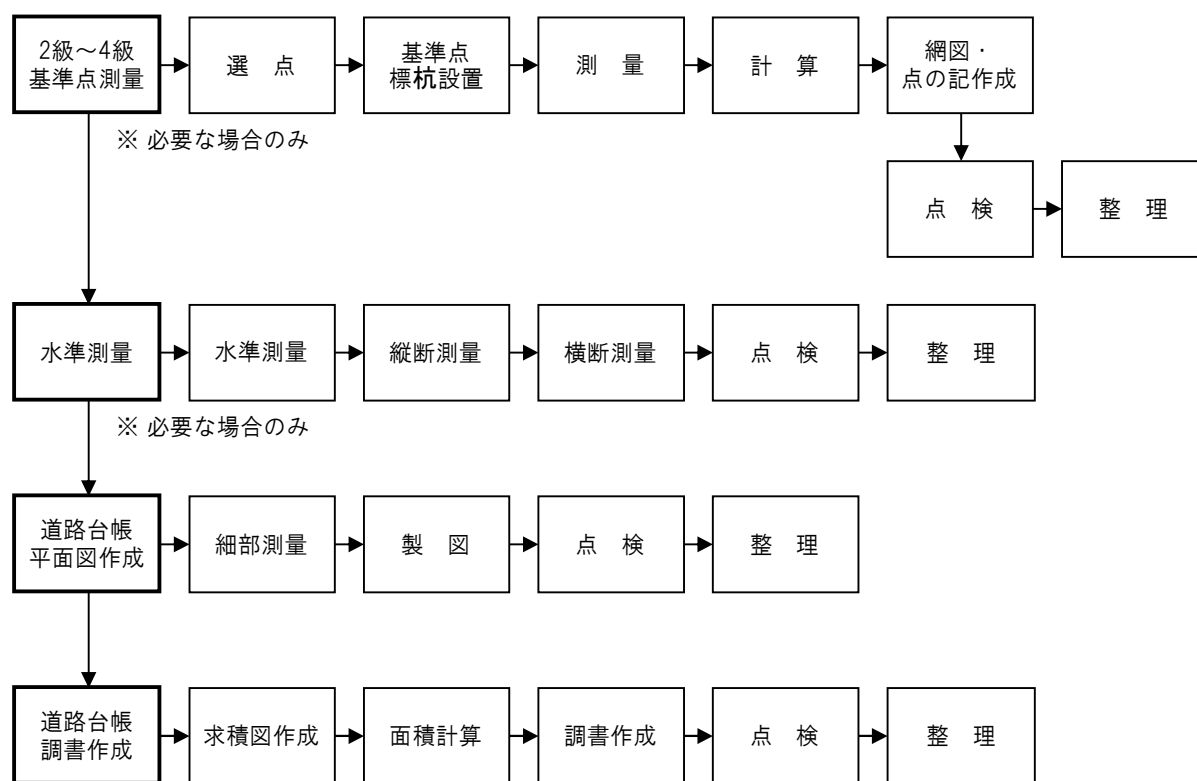 2級～4級
基準点測量
選　点
基準点
標杭設置
測　量
計　算
網図・
点の記作成
※ 必要な場合のみ
点　検
整　理
水準測量
水準測量
縦断測量
横断測量
点　検
整　理
※ 必要な場合のみ
道路台帳
平面図作成
細部測量
製　図
点　検
整　理
道路台帳
調書作成
求積図作成
面積計算
調書作成
点　検
整　理